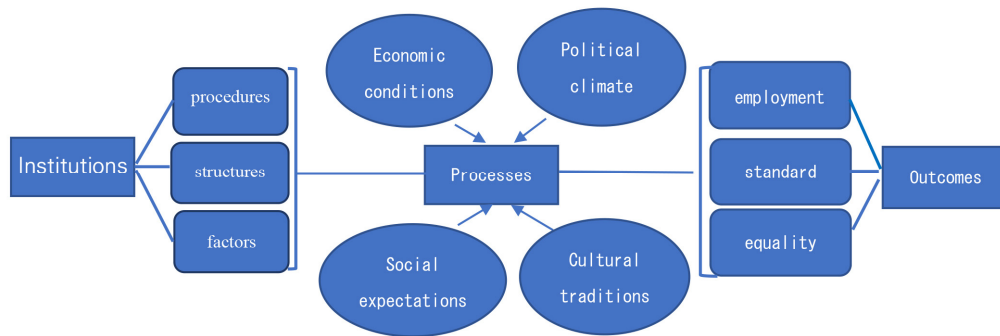 Institutions
procedures
structures
factors
Economic
conditions
Political
climate
Processes
Social
expectations
Cultural
traditions
employment
standard
equality
Outcomes